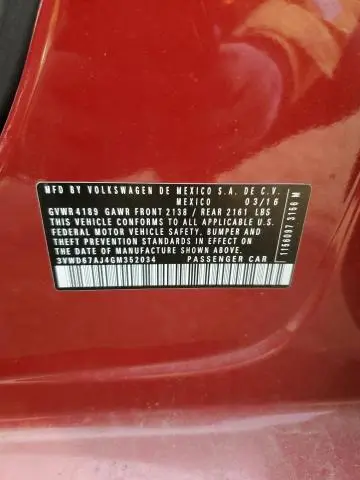 MFD BY VOLKSWAGEN DE MEXICO S.A. DE C.V.
MEXICO 03/16
GVWR 4189 GAWR FRONT 2138 / REAR 2161 LBS
THIS VEHICLE CONFORMS TO ALL APPLICABLE U.S.
FEDERAL MOTOR VEHICLE SAFETY, BUMPER, AND
THEFT PREVENTION STANDARDS IN EFFECT ON THE
DATE OF MANUFACTURE SHOWN ABOVE.
3VWD67AJ4GM352034 PASSENGER CAR
1156097 3156 M